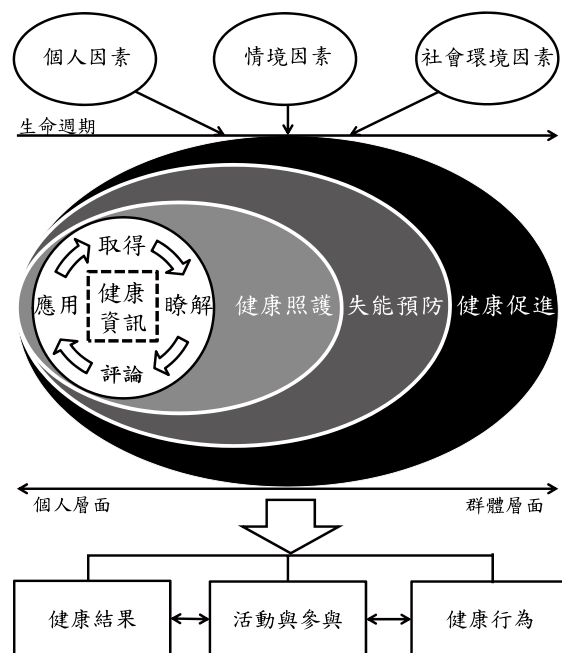 個人因素
情境因素
社會環境因素
生命週期
取得
應用
健康
資訊
瞭解
評論
健康照護
失能預防
健康促進
個人層面
群體層面
健康結果
活動與參與
健康行為